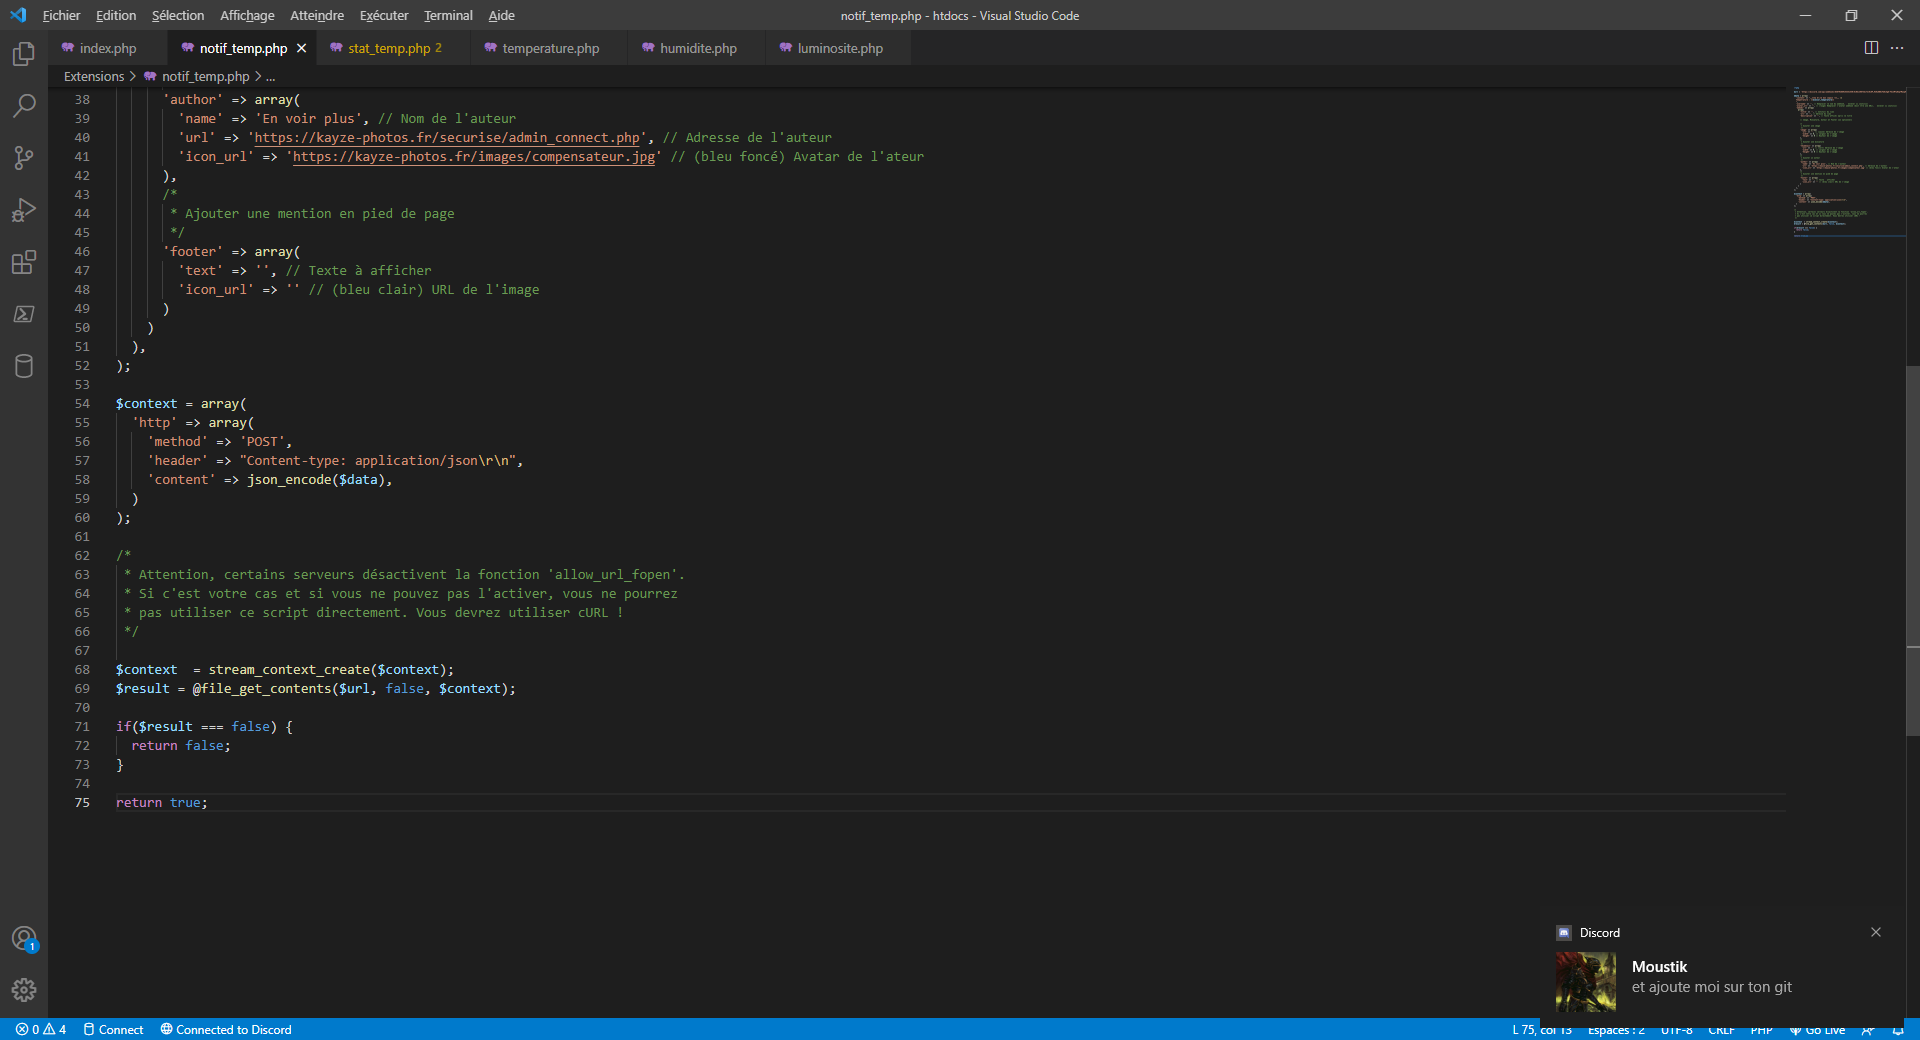 Fichier Edition Sélection Affichage Atteindre Exécuter Terminal Aide
notif_temp.php - htdocs - Visual Studio Code
index.php notif_temp.php stat_temp.php 2 temperature.php humidite.php luminosite.php
Extensions > notif_temp.php > ...
38 'author' => array(
39 'name' => 'En voir plus', // Nom de l'auteur
40 'url' => 'https://kayze-photos.fr/securise/admin_connect.php', // Adresse de l'auteur
41 'icon_url' => 'https://kayze-photos.fr/images/compensateur.jpg' // (bleu foncé) Avatar de l'ateur
42 ),
43 /*
44 * Ajouter une mention en pied de page
45 */
46 'footer' => array(
47 'text' => '', // Texte à afficher
48 'icon_url' => '' // (bleu clair) URL de l'image
49 )
50 )
51 ),
52 );
53
54 $context = array(
55 'http' => array(
56 'method' => 'POST',
57 'header' => "Content-type: application/json\r\n",
58 'content' => json_encode($data),
59 )
60 );
61
62 /*
63 * Attention, certains serveurs désactivent la fonction 'allow_url_fopen'.
64 * Si c'est votre cas et si vous ne pouvez pas l'activer, vous ne pourrez
65 * pas utiliser ce script directement. Vous devrez utiliser cURL !
66 */
67
68 $context  = stream_context_create($context);
69 $result = @file_get_contents($url, false, $context);
70
71 if($result === false) {
72 return false;
73 }
74
75 return true;
Discord
Moustik
et ajoute moi sur ton git
1
0 4 Connect Connected to Discord
L 75, col 13 Espaces : 2 UTF-8 CRLF PHP Go Live